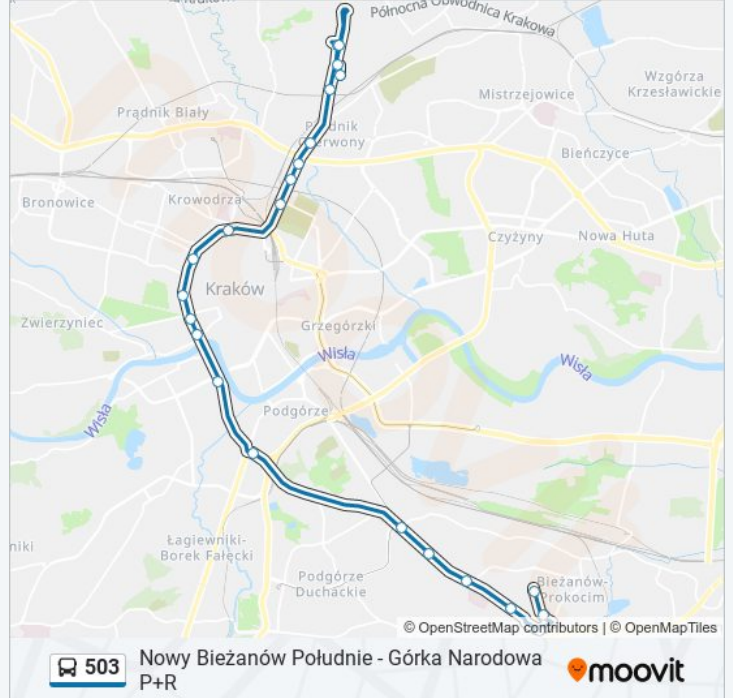 Północna Obwodnica Krakowa
Wzgórza
Krzesławickie
Mistrzejowice
Prądnik Biały
Prądnik
Czerwony
Bieńczyce
Bronowice
Krowodrza
Czyżyny
Nowa Huta
Kraków
Zwierzyniec
Grzegórzki
Wisła
Wisła
Wisła
Podgórze
Łagiewniki-
Borek Fałęcki
Podgórze
Duchackie
Bieżanów-
Prokocim
© OpenStreetMap contributors | © OpenMapTiles
503
Nowy Bieżanów Południe - Górka Narodowa
P+R
moovit